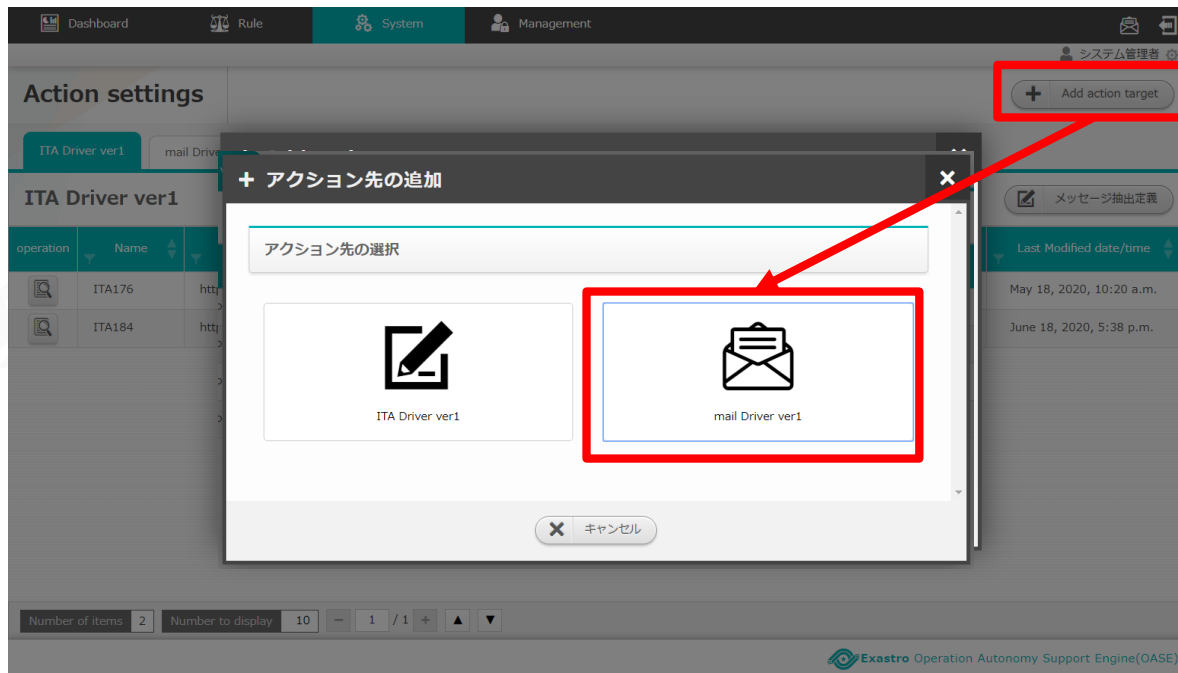 Dashboard
Rule
System
Management
システム管理者
Action settings
Add action target
ITA Driver ver1
mail Drive
ITA Driver ver1
メッセージ抽出定義
operation
Name
Last Modified date/time
ITA176
http
May 18, 2020, 10:20 a.m.
ITA184
http
June 18, 2020, 5:38 p.m.
アクション先の追加
アクション先の選択
ITA Driver ver1
mail Driver ver1
キャンセル
Number of items 2 Number to display 10 1 / 1
Exastro Operation Autonomy Support Engine(OASE)